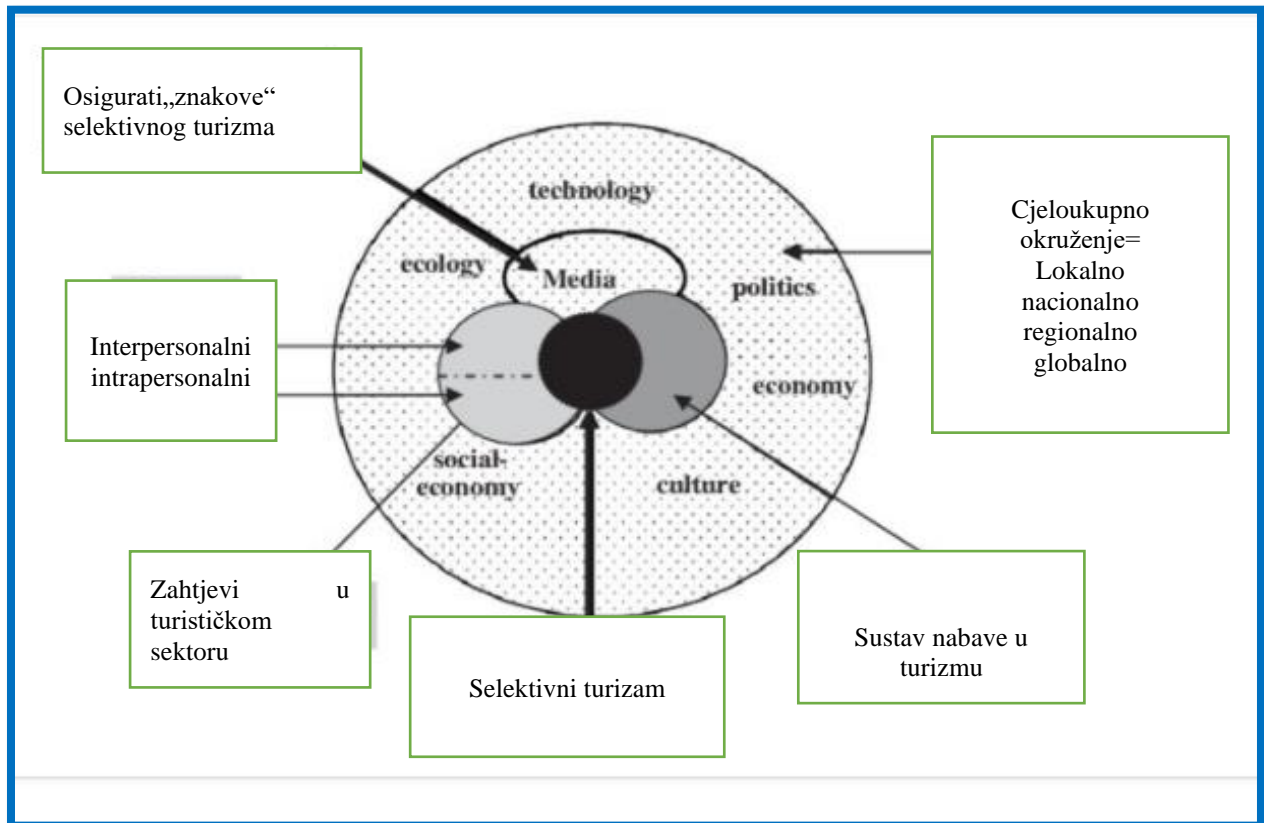 Osigurati„znakove“
selektivnog turizma
technology
ecology
Media
politics
economy
social-
economy
culture
Cjeloukupno
okruženje=
Lokalno
nacionalno
regionalno
globalno
Interpersonalni
intrapersonalni
Zahtjevi u
turističkom
sektoru
Selektivni turizam
Sustav nabave u
turizmu